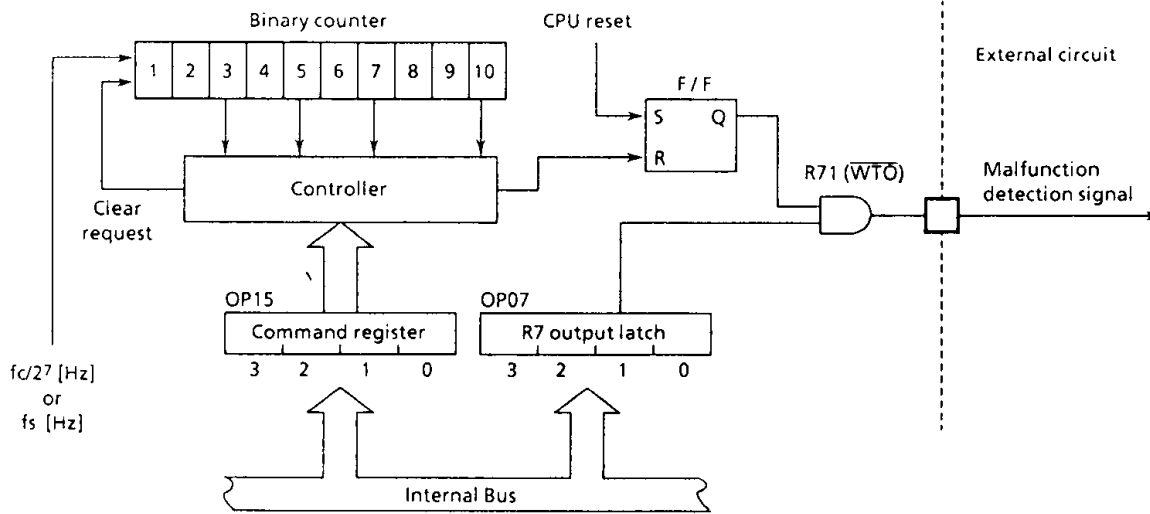 Binary counter
CPU reset
External circuit
1 2 3 4 5 6 7 8 9 10
F/F
S Q
R
Controller
R71 (WTO)
Malfunction
detection signal
Clear
request
OP15
OP07
Command register
R7 output latch
3 2 1 0
3 2 1 0
fc/2⁷ [Hz]
or
fs [Hz]
Internal Bus